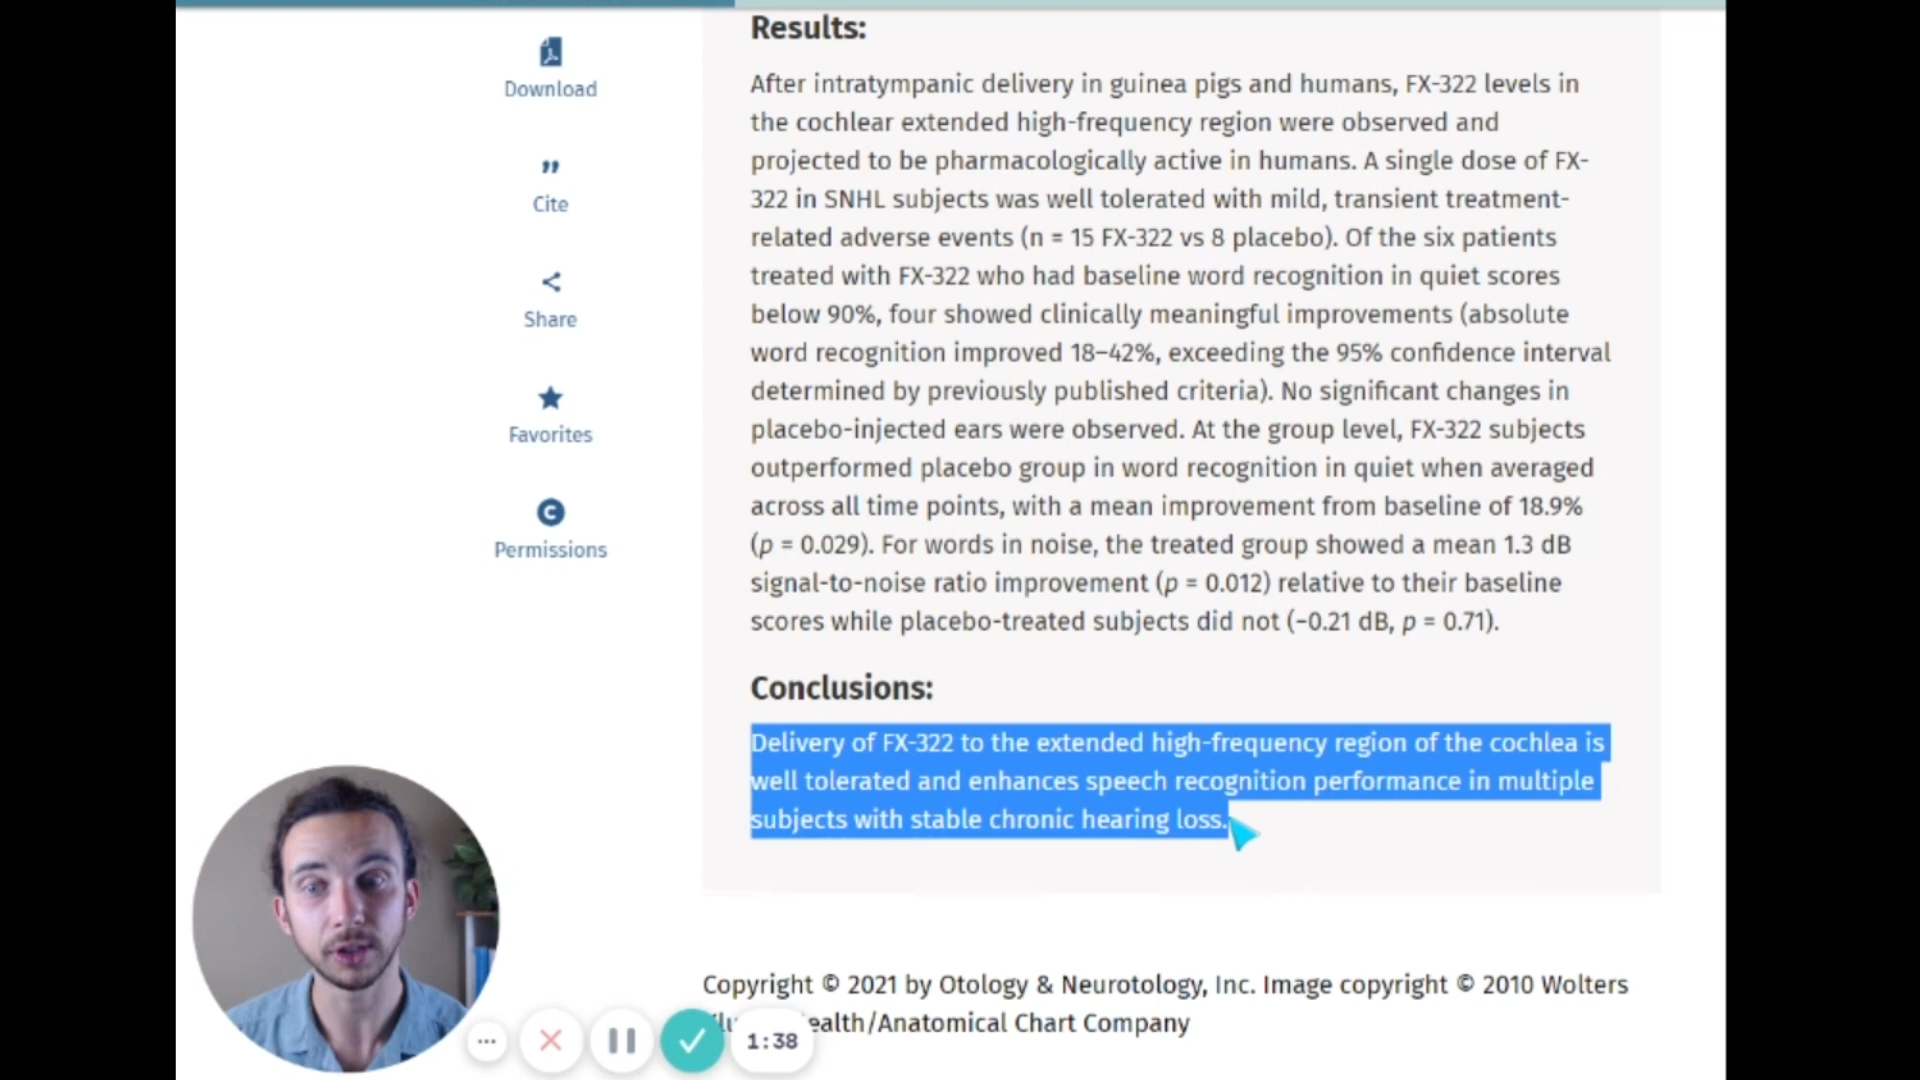 Download
Cite
Share
Favorites
Permissions
Results:
After intratympanic delivery in guinea pigs and humans, FX-322 levels in
the cochlear extended high-frequency region were observed and
projected to be pharmacologically active in humans. A single dose of FX-
322 in SNHL subjects was well tolerated with mild, transient treatment-
related adverse events (n = 15 FX-322 vs 8 placebo). Of the six patients
treated with FX-322 who had baseline word recognition in quiet scores
below 90%, four showed clinically meaningful improvements (absolute
word recognition improved 18–42%, exceeding the 95% confidence interval
determined by previously published criteria). No significant changes in
placebo-injected ears were observed. At the group level, FX-322 subjects
outperformed placebo group in word recognition in quiet when averaged
across all time points, with a mean improvement from baseline of 18.9%
(p = 0.029). For words in noise, the treated group showed a mean 1.3 dB
signal-to-noise ratio improvement (p = 0.012) relative to their baseline
scores while placebo-treated subjects did not (−0.21 dB, p = 0.71).
Conclusions:
Delivery of FX-322 to the extended high-frequency region of the cochlea is
well tolerated and enhances speech recognition performance in multiple
subjects with stable chronic hearing loss.
Copyright © 2021 by Otology & Neurotology, Inc. Image copyright © 2010 Wolters
ealth/Anatomical Chart Company
1:38